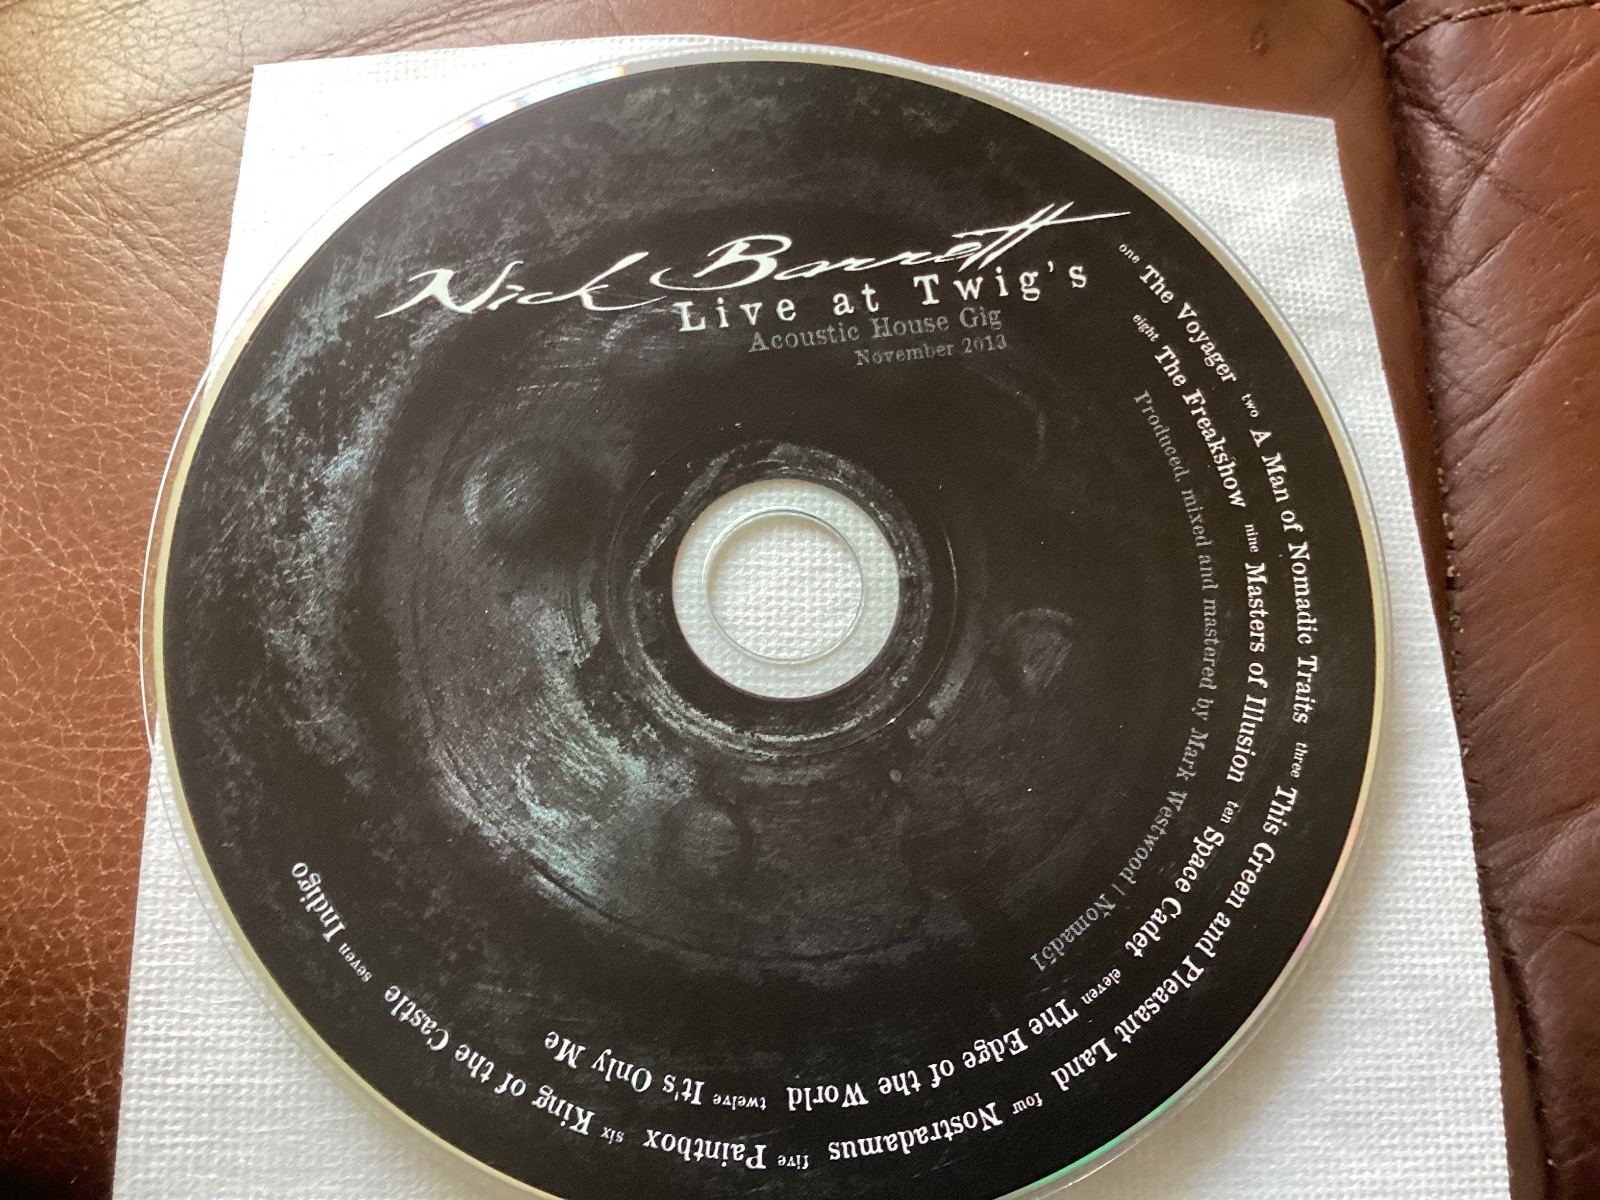 Nick Barrett
Live at Twig's
Acoustic House Gig
November 2013
one The Voyager two A Man of Nomadic Traits three This Green and Pleasant Land four Nostradamus five Paintbox six King of the Castle seven Indigo
eight The Freakshow nine Masters of Illusion ten Space Cadet eleven The Edge of the World twelve It's Only Me
Produced, mixed and mastered by Mark Westwood | Nomad51